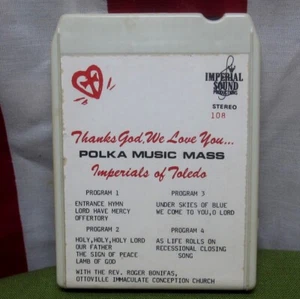 IMPERIAL
SOUND
PRODUCTIONS
STEREO
108
Thanks God, We Love You...
POLKA MUSIC MASS
Imperials of Toledo
PROGRAM 1
ENTRANCE HYMN
LORD HAVE MERCY
OFFERTORY
PROGRAM 2
HOLY, HOLY, HOLY LORD
OUR FATHER
THE SIGN OF PEACE
LAMB OF GOD
PROGRAM 3
UNDER SKIES OF BLUE
WE COME TO YOU, O LORD
PROGRAM 4
AS LIFE ROLLS ON
RECESSIONAL CLOSING
SONG
WITH THE REV. ROGER BONIFAS,
OTTOVILLE IMMACULATE CONCEPTION CHURCH